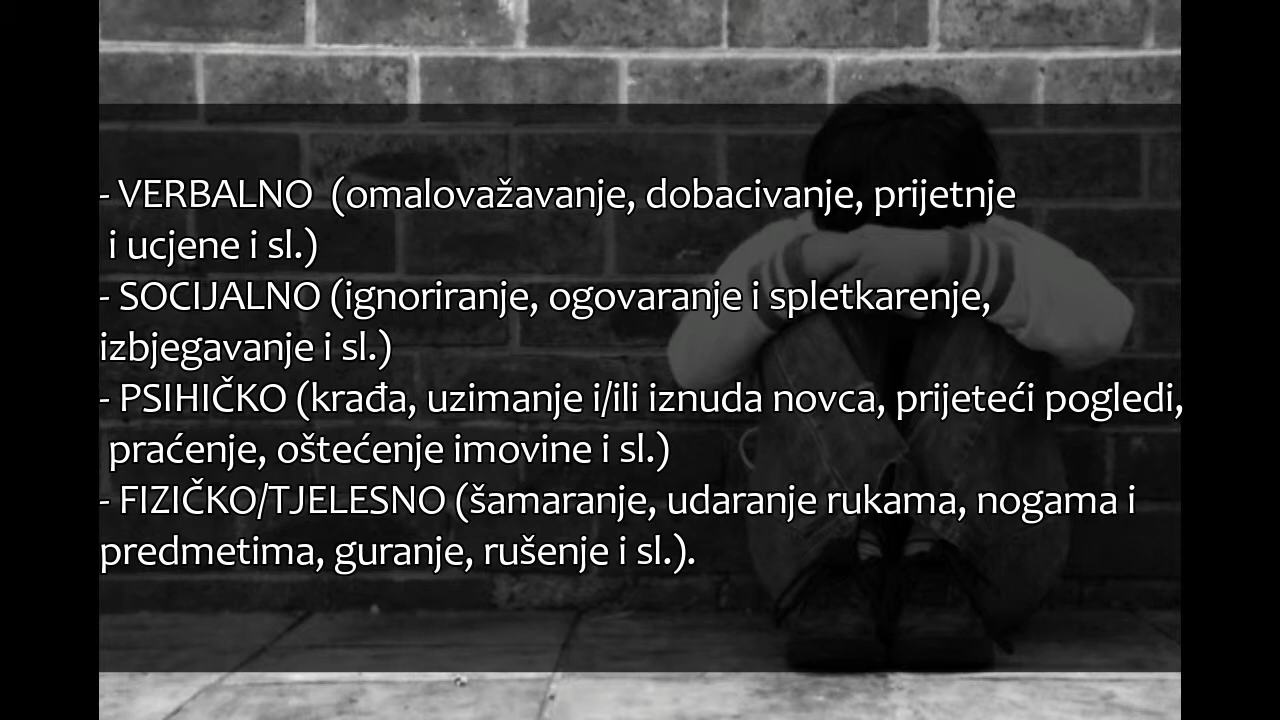 - VERBALNO (omalovažavanje, dobacivanje, prijetnje
i ucjene i sl.)
- SOCIJALNO (ignoriranje, ogovaranje i spletkarenje,
izbjegavanje i sl.)
- PSIHIČKO (krađa, uzimanje i/ili iznuda novca, prijeteći pogledi,
praćenje, oštećenje imovine i sl.)
- FIZIČKO/TJELESNO (šamaranje, udaranje rukama, nogama i
predmetima, guranje, rušenje i sl.).